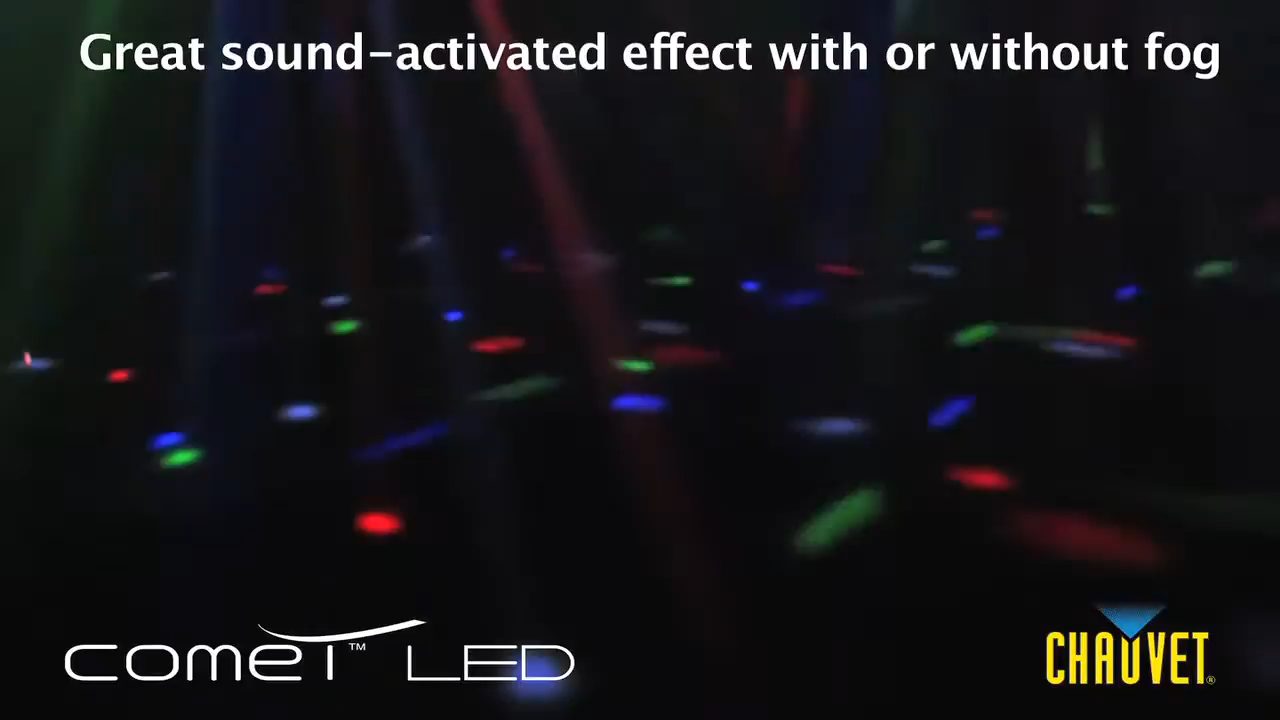 Great sound-activated effect with or without fog
comet™ LED
CHAUVET®